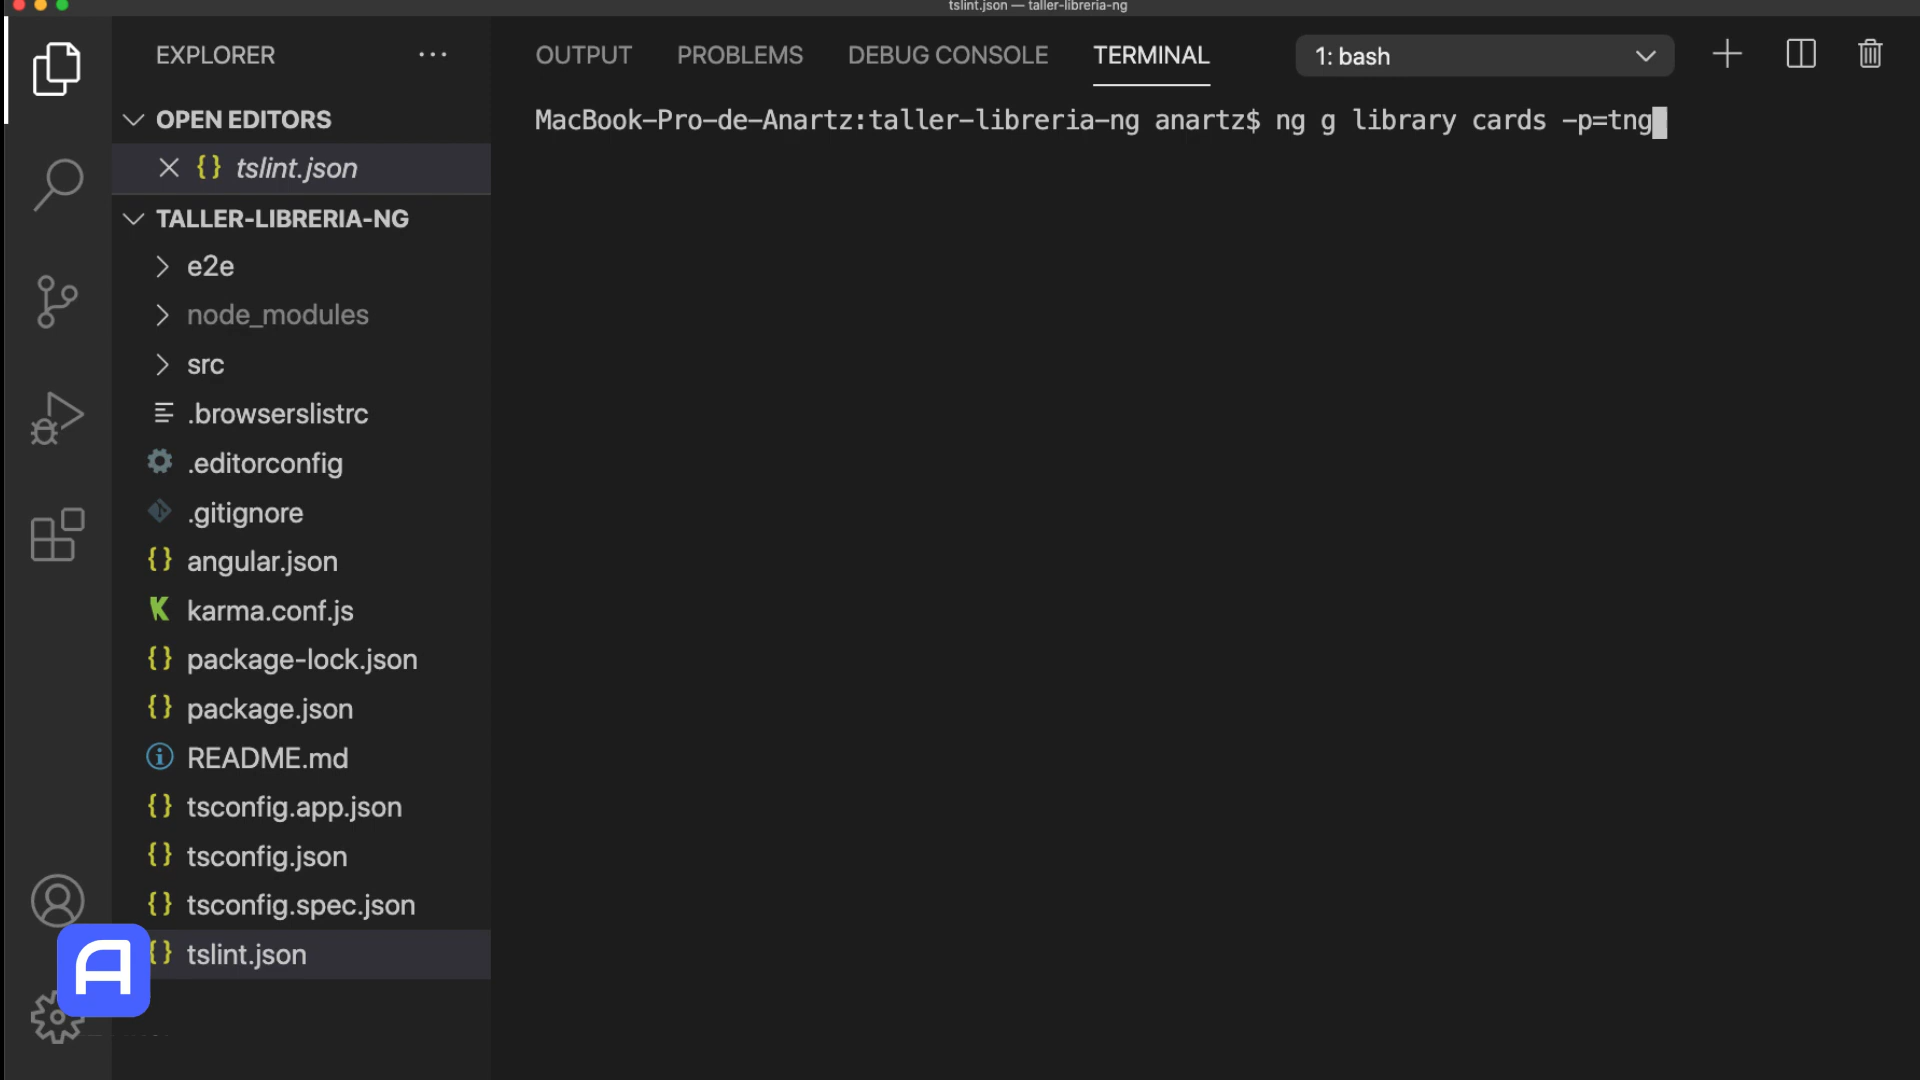 tslint.json — taller-libreria-ng
EXPLORER
OUTPUT PROBLEMS DEBUG CONSOLE TERMINAL 1: bash
OPEN EDITORS
tslint.json
TALLER-LIBRERIA-NG
e2e
node_modules
src
.browserslistrc
.editorconfig
.gitignore
angular.json
karma.conf.js
package-lock.json
package.json
README.md
tsconfig.app.json
tsconfig.json
tsconfig.spec.json
tslint.json
MacBook-Pro-de-Anartz:taller-libreria-ng anartz$ ng g library cards -p=tng